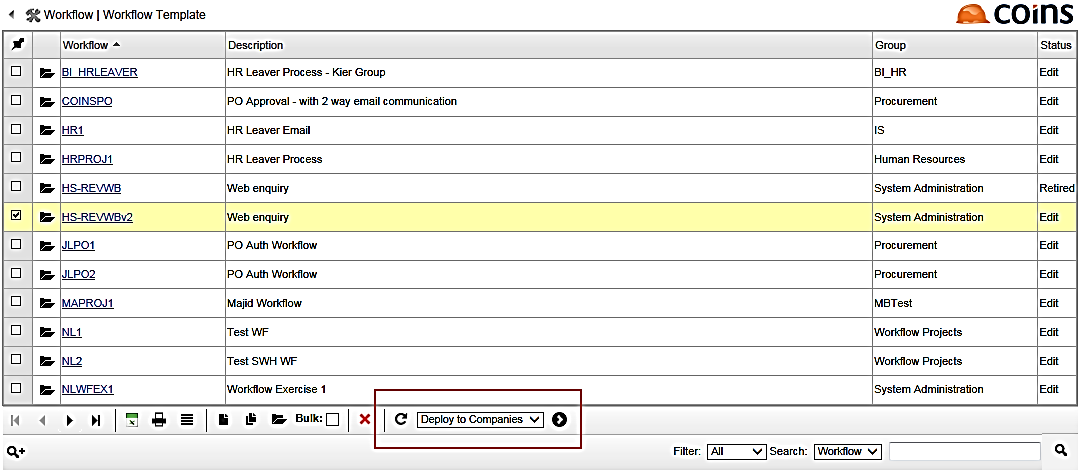 Workflow | Workflow Template
coins
Workflow Description Group Status
BI_HRLEAVER HR Leaver Process - Kier Group BI_HR Edit
COINSPO PO Approval - with 2 way email communication Procurement Edit
HR1 HR Leaver Email IS Edit
HRPROJ1 HR Leaver Process Human Resources Edit
HS-REVWB Web enquiry System Administration Retired
HS-REVWBv2 Web enquiry System Administration Edit
JLPO1 PO Auth Workflow Procurement Edit
JLPO2 PO Auth Workflow Procurement Edit
MAPROJ1 Majid Workflow MBTest Edit
NL1 Test WF Workflow Projects Edit
NL2 Test SWH WF Workflow Projects Edit
NLWFEX1 Workflow Exercise 1 System Administration Edit
Bulk: Deploy to Companies
Filter: All Search: Workflow